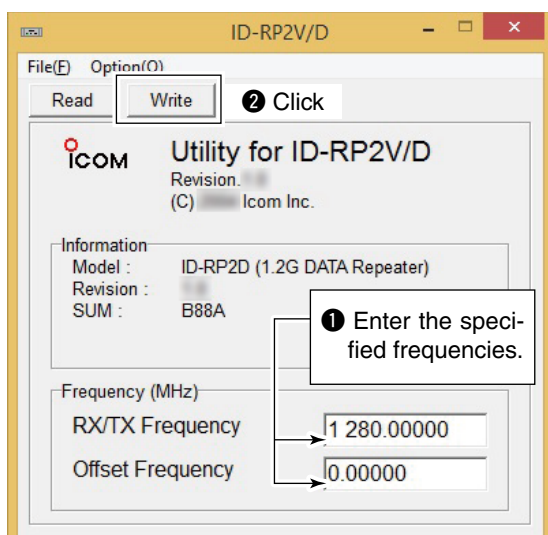 ID-RP2V/D
File(F) Option(O)
Read Write ❷ Click
ICOM Utility for ID-RP2V/D
Revision.
(C) Icom Inc.
Information
Model : ID-RP2D (1.2G DATA Repeater)
Revision :
SUM : B88A
❶ Enter the speci-
fied frequencies.
Frequency (MHz)
RX/TX Frequency 1 280.00000
Offset Frequency 0.00000